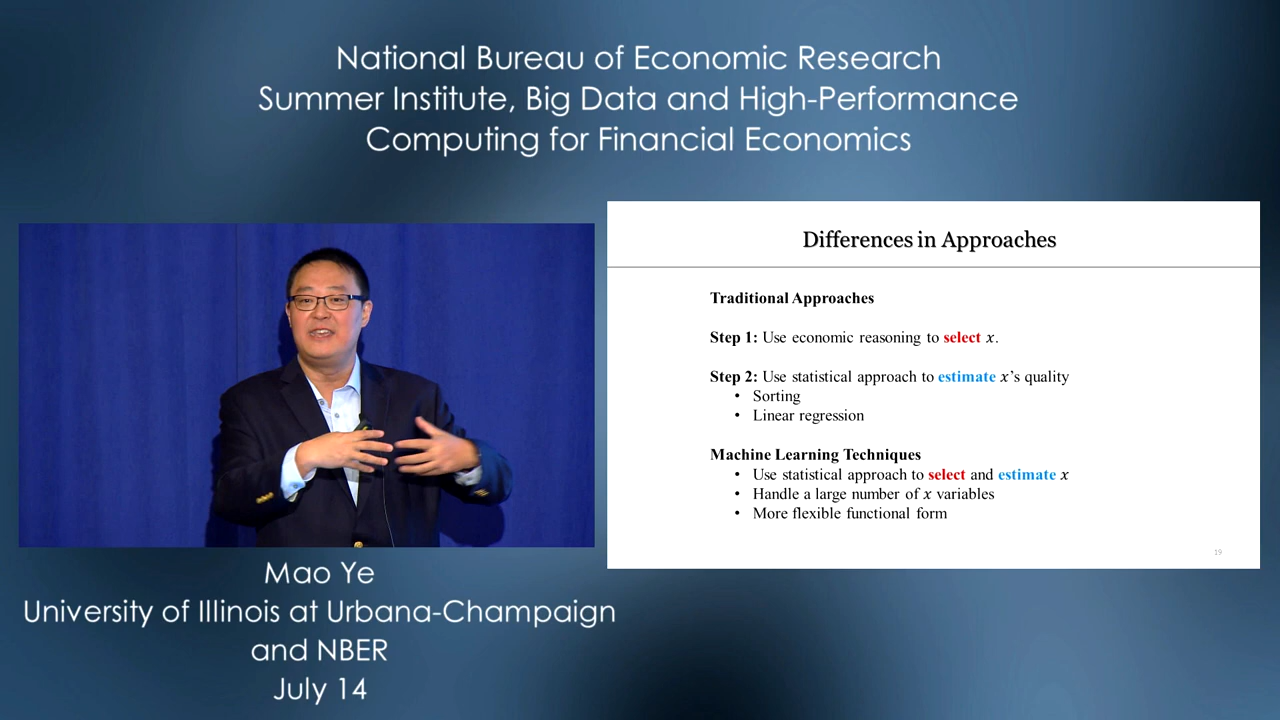 National Bureau of Economic Research
Summer Institute, Big Data and High-Performance
Computing for Financial Economics
Differences in Approaches
Traditional Approaches
Step 1: Use economic reasoning to select x.
Step 2: Use statistical approach to estimate x's quality
• Sorting
• Linear regression
Machine Learning Techniques
• Use statistical approach to select and estimate x
• Handle a large number of x variables
• More flexible functional form
19
Mao Ye
University of Illinois at Urbana-Champaign
and NBER
July 14